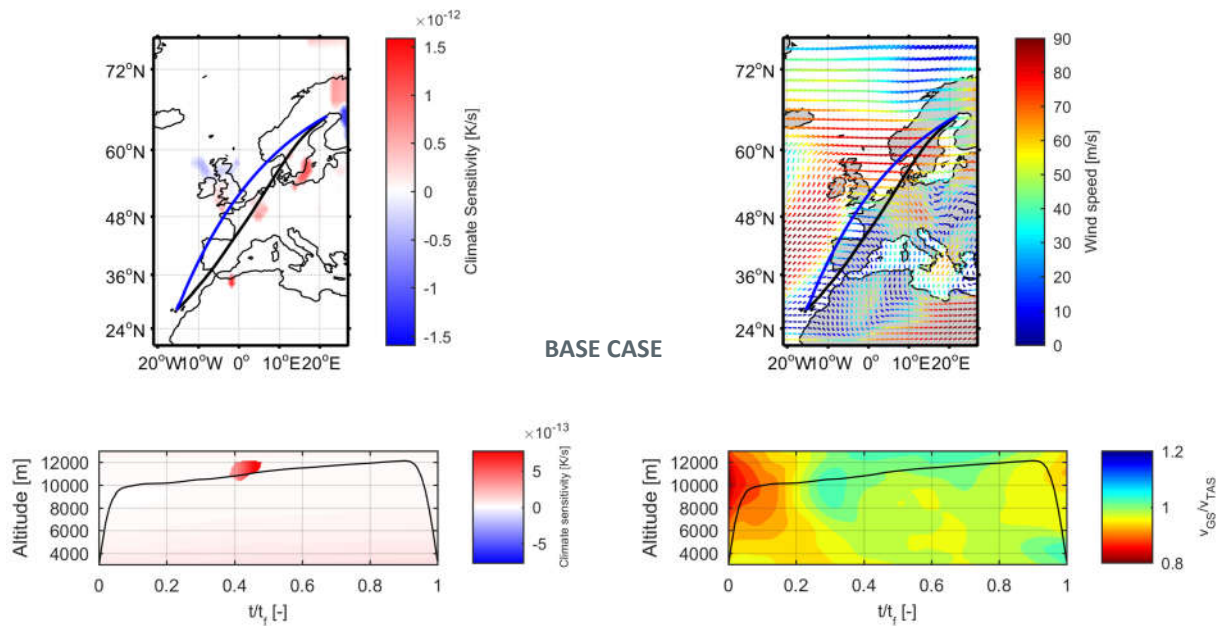 ×10⁻¹²
72°N
60°N
48°N
36°N
24°N
20°W10°W 0° 10°E20°E
1.5
1
0.5
0
-0.5
-1
-1.5
Climate Sensitivity [K/s]
72°N
60°N
48°N
36°N
24°N
20°W10°W 0° 10°E20°E
90
80
70
60
50
40
30
20
10
0
Wind speed [m/s]
BASE CASE
Altitude [m]
12000
10000
8000
6000
4000
0 0.2 0.4 0.6 0.8 1
t/t_f [-]
×10⁻¹³
5
0
-5
Climate sensitivity [K/s]
Altitude [m]
12000
10000
8000
6000
4000
0 0.2 0.4 0.6 0.8 1
t/t_f [-]
1.2
1
0.8
v_GS/v_TAS